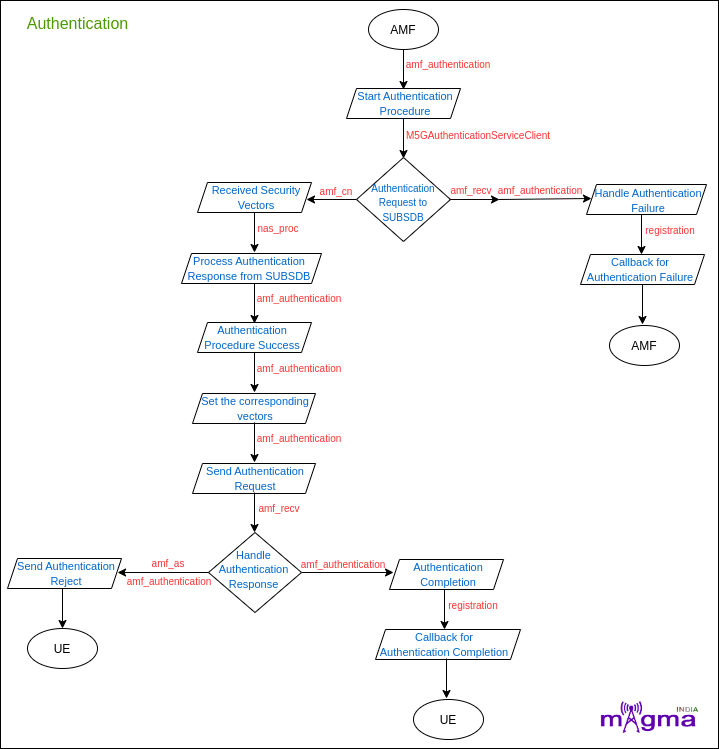 Authentication
AMF
amf_authentication
Start Authentication
Procedure
M5GAuthenticationServiceClient
Authentication
Request to
SUBSDB
amf_cn
Received Security
Vectors
amf_recv
amf_authentication
Handle Authentication
Failure
nas_proc
registration
Process Authentication
Response from SUBSDB
Callback for
Authentication Failure
amf_authentication
AMF
Authentication
Procedure Success
amf_authentication
Set the corresponding
vectors
amf_authentication
Send Authentication
Request
amf_recv
Handle
Authentication
Response
amf_as
amf_authentication
Send Authentication
Reject
UE
amf_authentication
Authentication
Completion
registration
Callback for
Authentication Completion
UE
INDIA
magma